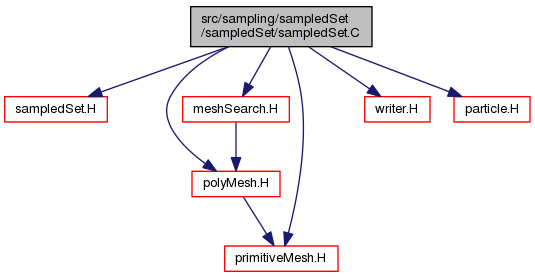 src/sampling/sampledSet
/sampledSet/sampledSet.C
sampledSet.H
meshSearch.H
writer.H
particle.H
polyMesh.H
primitiveMesh.H